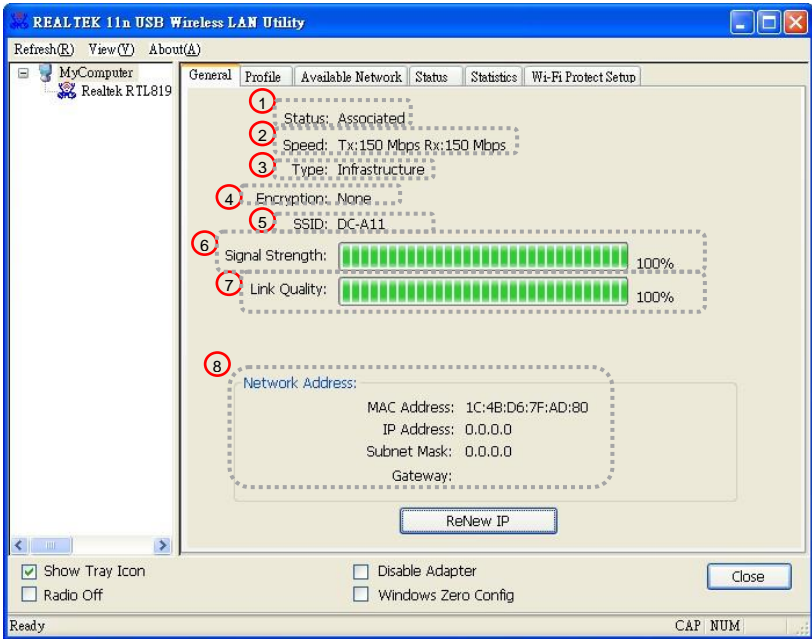 REALTEK 11n USB Wireless LAN Utility
Refresh(R) View(V) About(A)
MyComputer
Realtek RTL819
General Profile Available Network Status Statistics Wi-Fi Protect Setup
1 Status: Associated
2 Speed: Tx:150 Mbps Rx:150 Mbps
3 Type: Infrastructure
4 Encryption: None
5 SSID: DC-A11
6 Signal Strength: 100%
7 Link Quality: 100%
8
Network Address:
MAC Address: 1C:4B:D6:7F:AD:80
IP Address: 0.0.0.0
Subnet Mask: 0.0.0.0
Gateway:
ReNew IP
Show Tray Icon Disable Adapter Close
Radio Off Windows Zero Config
Ready CAP NUM